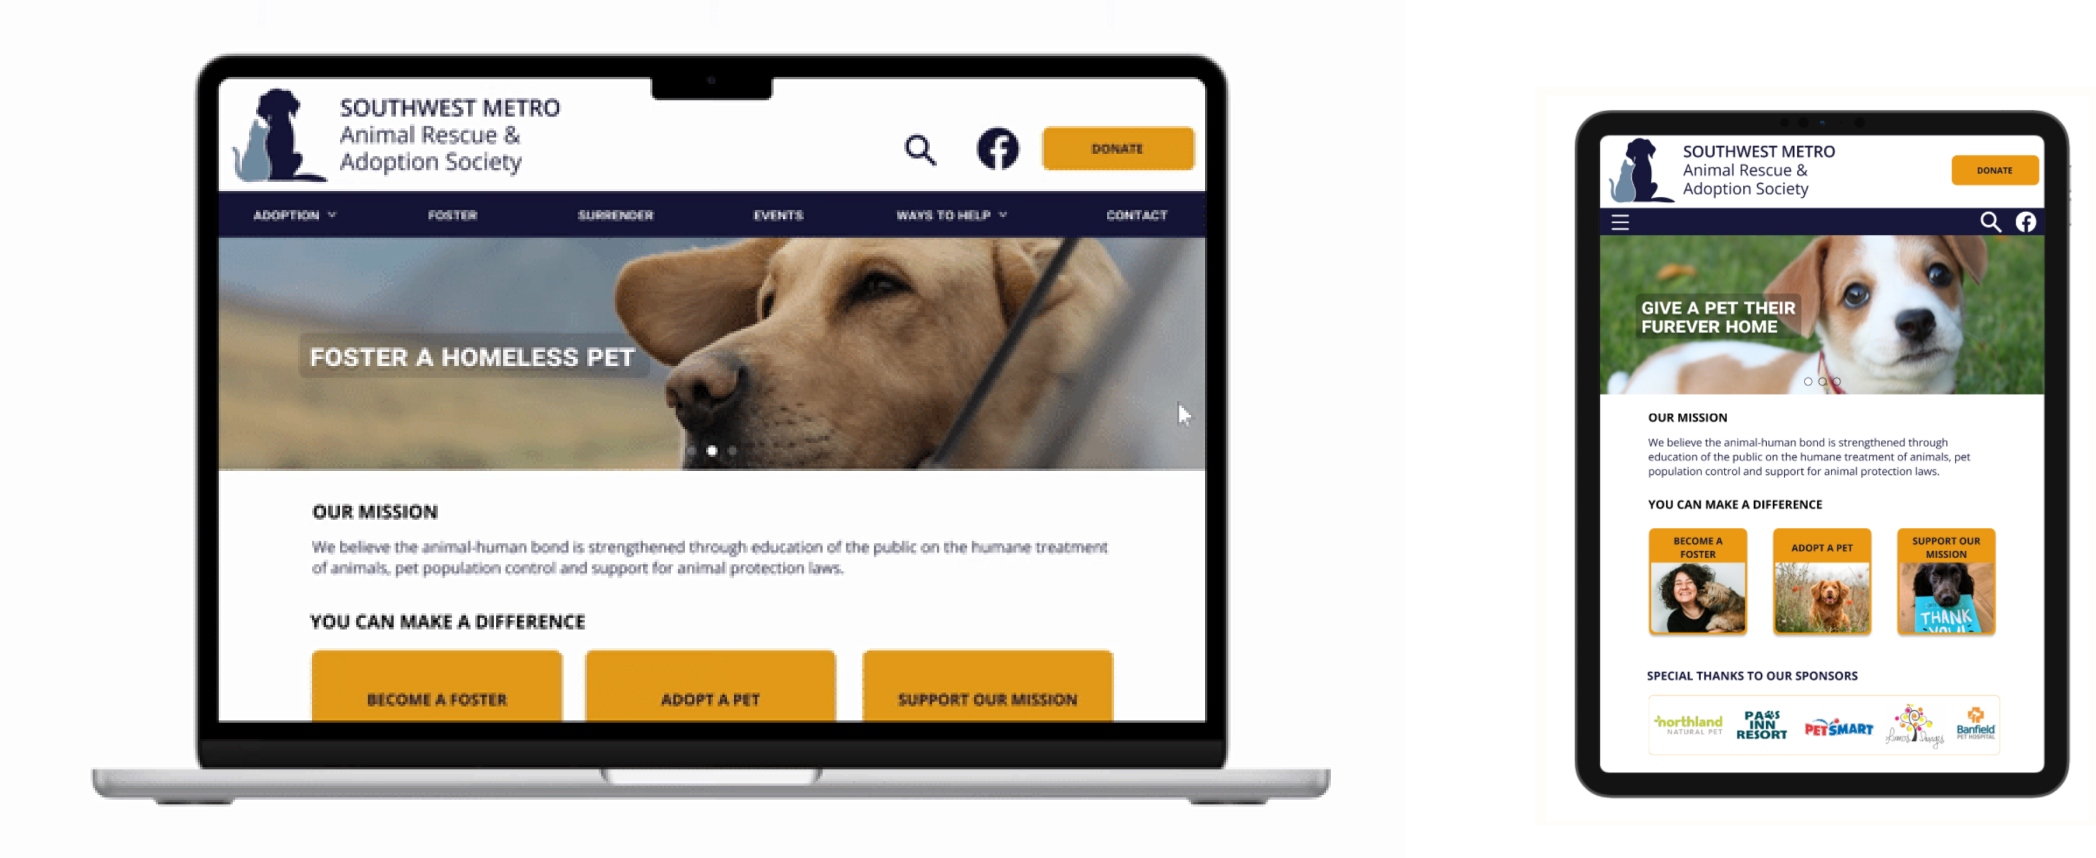 SOUTHWEST METRO
Animal Rescue &
Adoption Society
DONATE
ADOPTION
FOSTER
SURRENDER
EVENTS
WAYS TO HELP
CONTACT
FOSTER A HOMELESS PET
OUR MISSION
We believe the animal-human bond is strengthened through education of the public on the humane treatment
of animals, pet population control and support for animal protection laws.
YOU CAN MAKE A DIFFERENCE
BECOME A FOSTER
ADOPT A PET
SUPPORT OUR MISSION
SOUTHWEST METRO
Animal Rescue &
Adoption Society
DONATE
GIVE A PET THEIR
FUREVER HOME
OUR MISSION
We believe the animal-human bond is strengthened through
education of the public on the humane treatment of animals, pet
population control and support for animal protection laws.
YOU CAN MAKE A DIFFERENCE
BECOME A
FOSTER
ADOPT A PET
SUPPORT OUR
MISSION
THANK
YOU!
SPECIAL THANKS TO OUR SPONSORS
northland
NATURAL PET
PAWS
INN
RESORT
PETSMART
Banfield
PET HOSPITAL